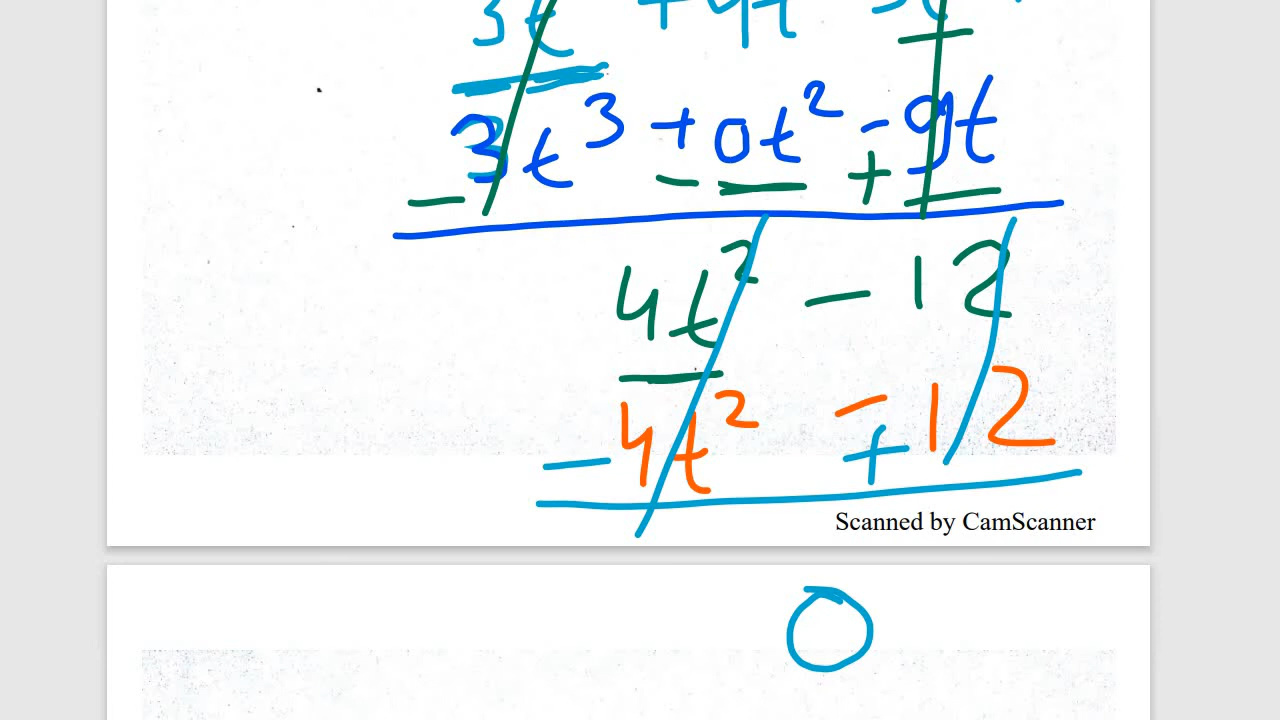 3t³ + 0t² - 9t
- - +
4t² - 12
4t² - 12
- +
Scanned by CamScanner
0